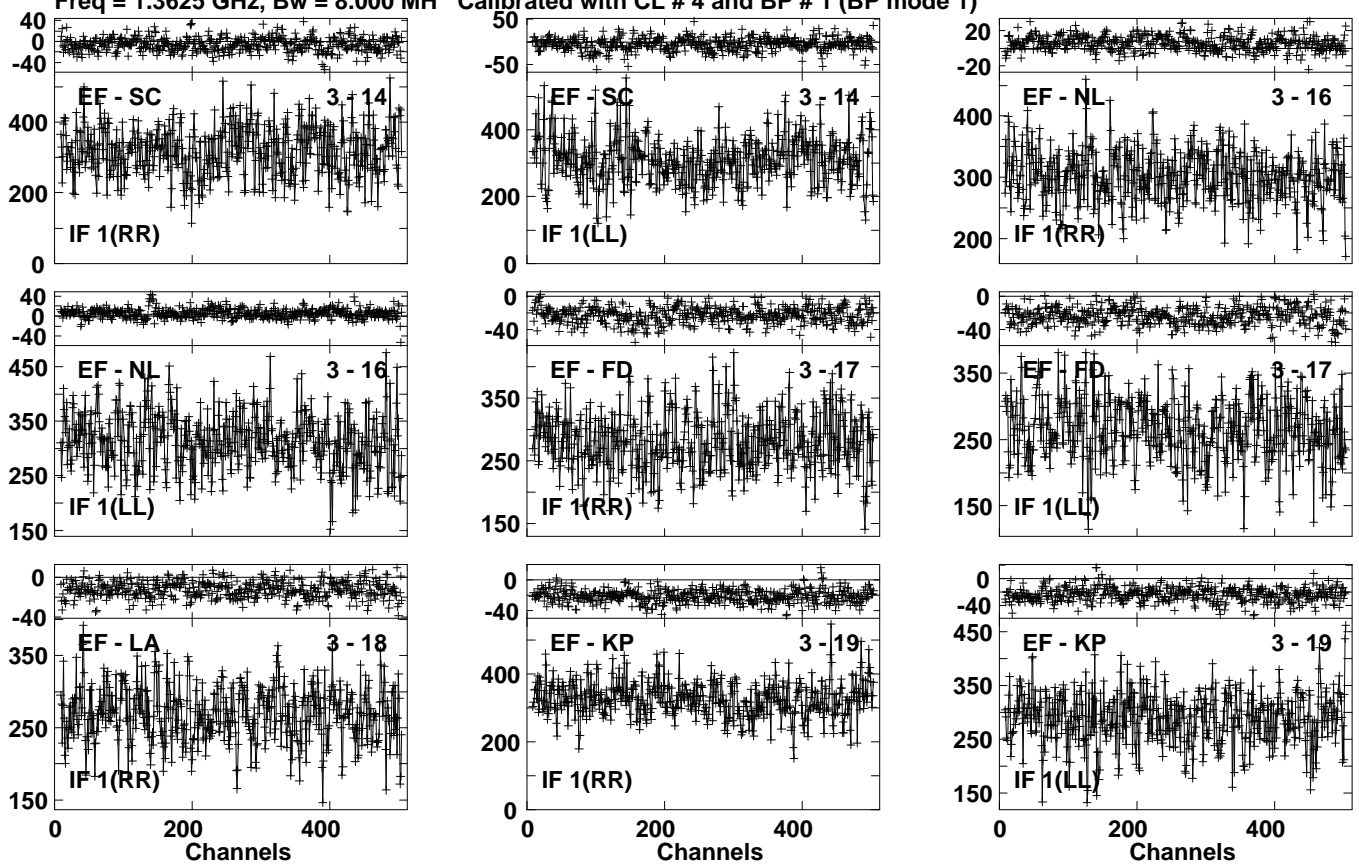 Freq = 1.3625 GHz, Bw = 8.000 MH Calibrated with CL # 4 and BP # 1 (BP mode 1)
40
0
-40
EF - SC 3 - 14
400
200
IF 1(RR)
0
50
0
-50
EF - SC 3 - 14
400
200
IF 1(LL)
0
20
-20
EF - NL 3 - 16
400
300
200
IF 1(RR)
40
0
-40
EF - NL 3 - 16
450
350
250
IF 1(LL)
150
0
-40
EF - FD 3 - 17
350
250
IF 1(RR)
150
0
-40
EF - FD 3 - 17
350
250
150
IF 1(LL)
0
-40
EF - LA 3 - 18
350
250
IF 1(RR)
150
0 200 400
Channels
0
-40
EF - KP 3 - 19
400
200
IF 1(RR)
0
0 200 400
Channels
0
-40
450
EF - KP 3 - 19
350
250
IF 1(LL)
150
0 200 400
Channels